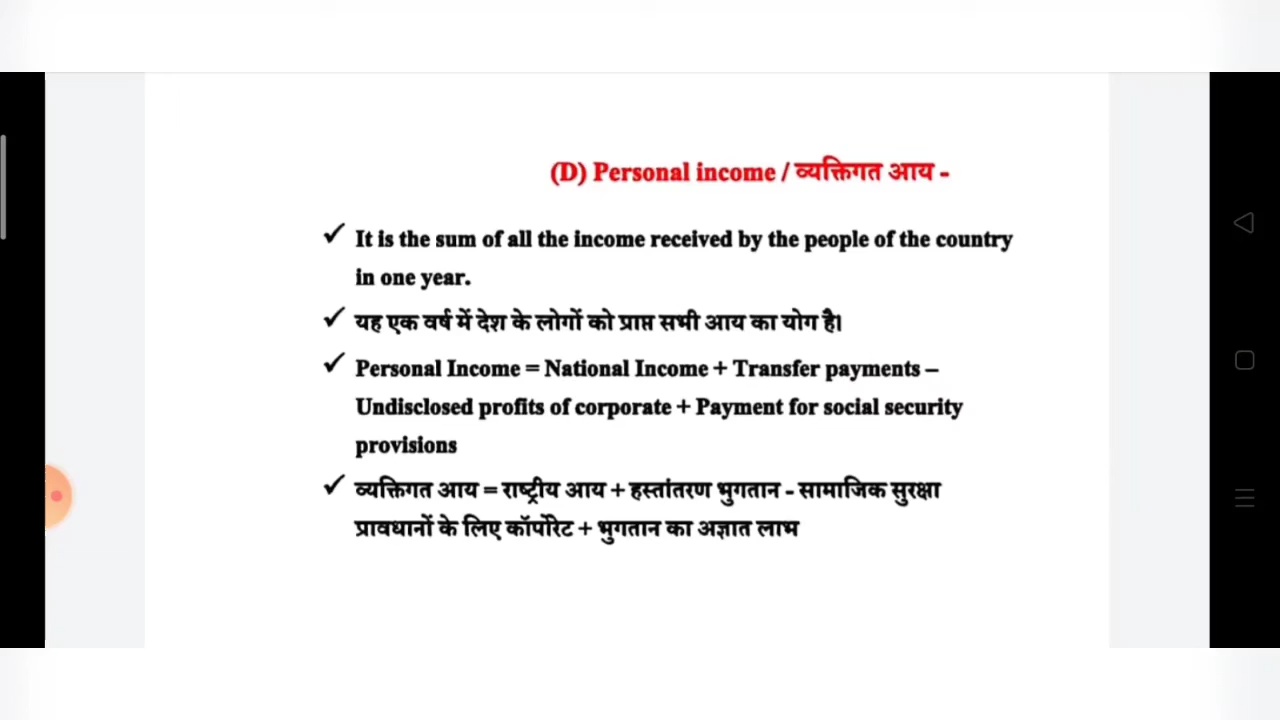 (D) Personal income / व्यक्तिगत आय -
✓ It is the sum of all the income received by the people of the country
in one year.
✓ यह एक वर्ष में देश के लोगों को प्राप्त सभी आय का योग है।
✓ Personal Income = National Income + Transfer payments –
Undisclosed profits of corporate + Payment for social security
provisions
✓ व्यक्तिगत आय = राष्ट्रीय आय + हस्तांतरण भुगतान - सामाजिक सुरक्षा
प्रावधानों के लिए कॉर्पोरेट + भुगतान का अज्ञात लाभ